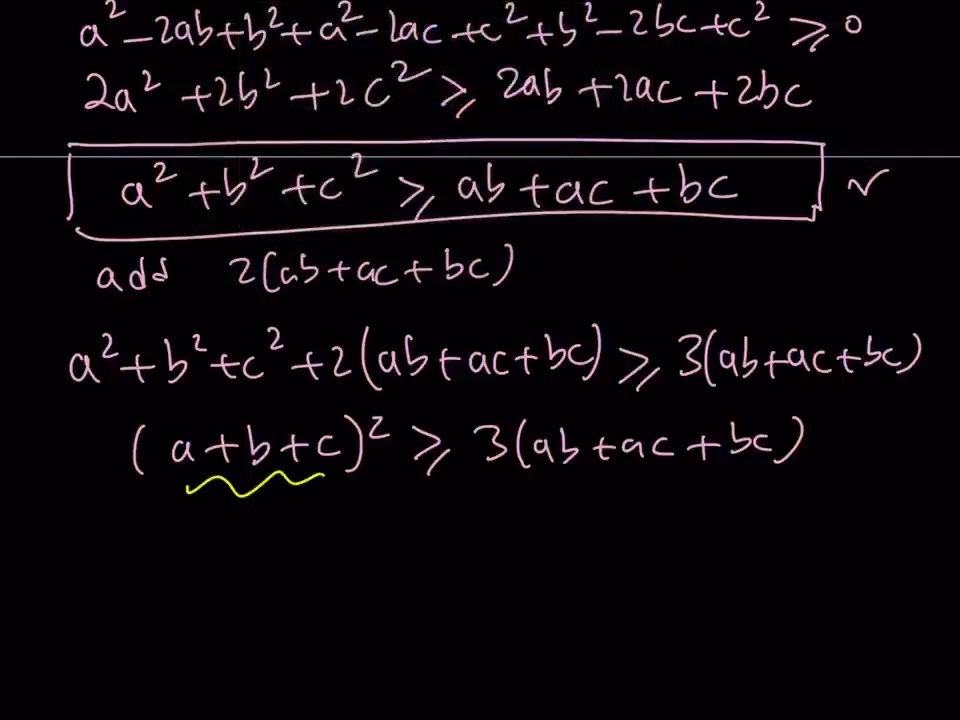 a² - 2ab + b² + a² - 2ac + c² + b² - 2bc + c² ⩾ 0
2a² + 2b² + 2c² ⩾ 2ab + 2ac + 2bc
a² + b² + c² ⩾ ab + ac + bc ✓
add 2(ab + ac + bc)
a² + b² + c² + 2(ab + ac + bc) ⩾ 3(ab + ac + bc)
(a + b + c)² ⩾ 3(ab + ac + bc)